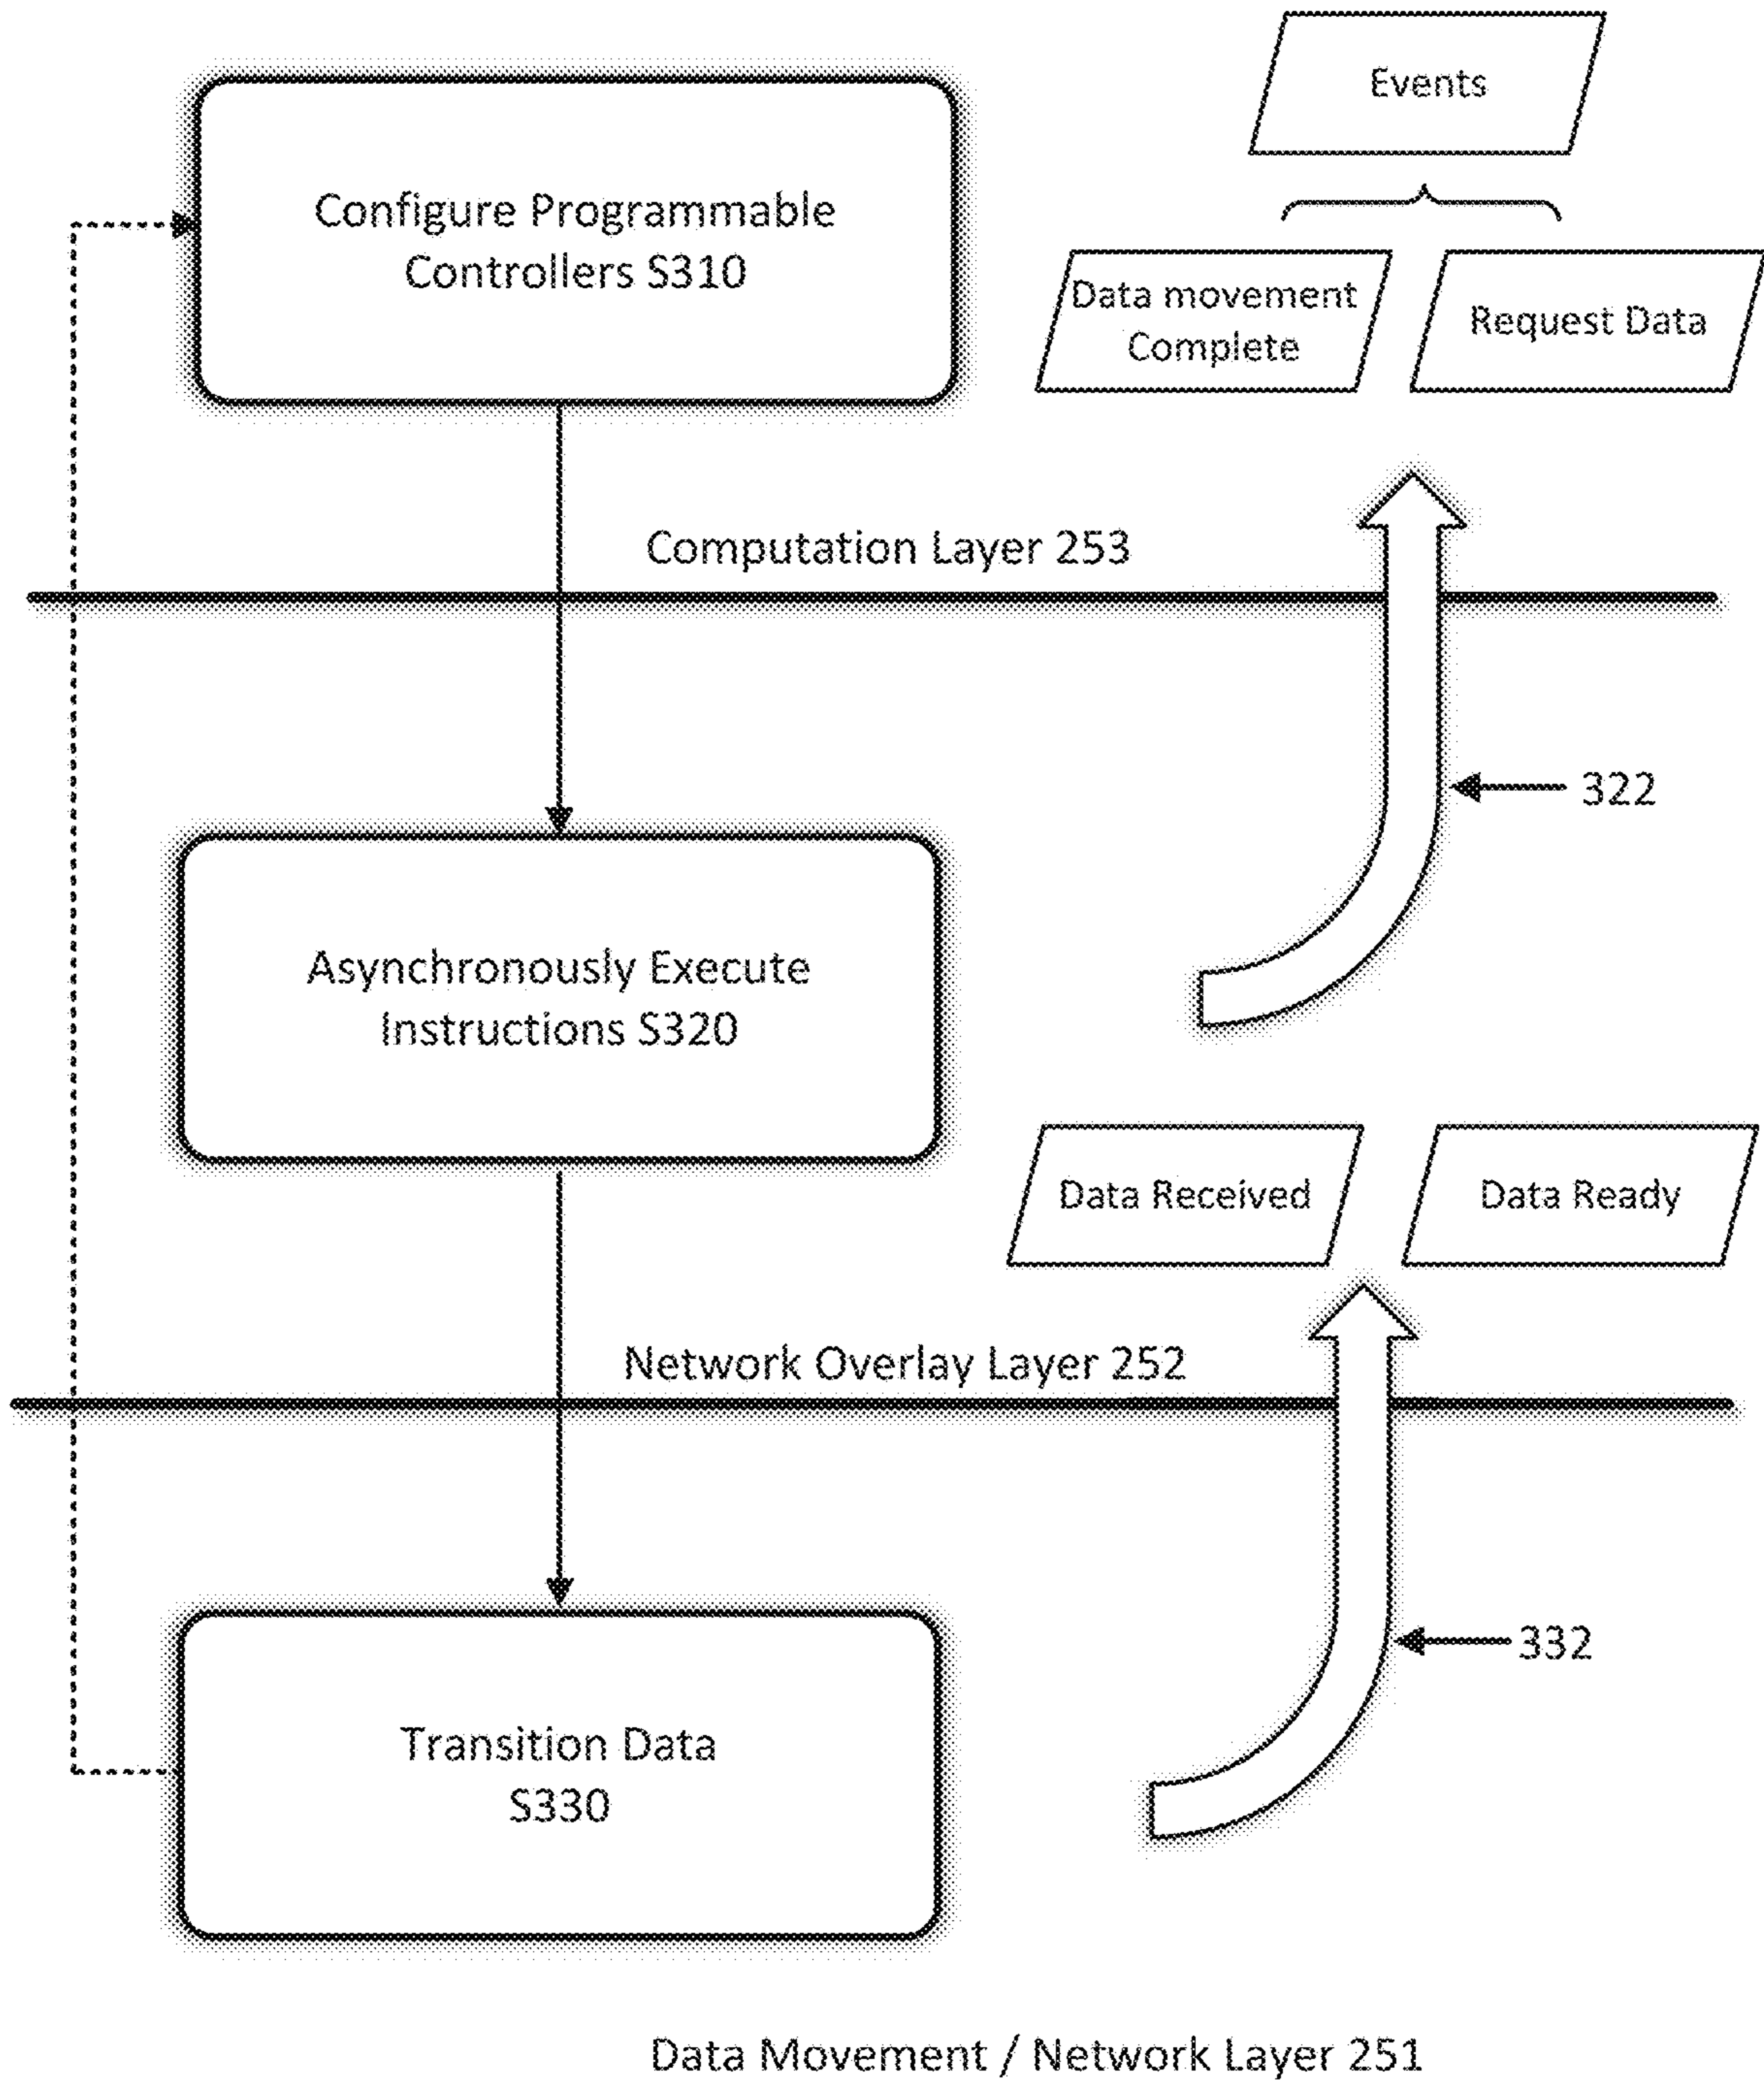 Events
Configure Programmable
Controllers S310
Data movement
Complete
Request Data
Computation Layer 253
322
Asynchronously Execute
Instructions S320
Data Received
Data Ready
Network Overlay Layer 252
332
Transition Data
S330
Data Movement / Network Layer 251